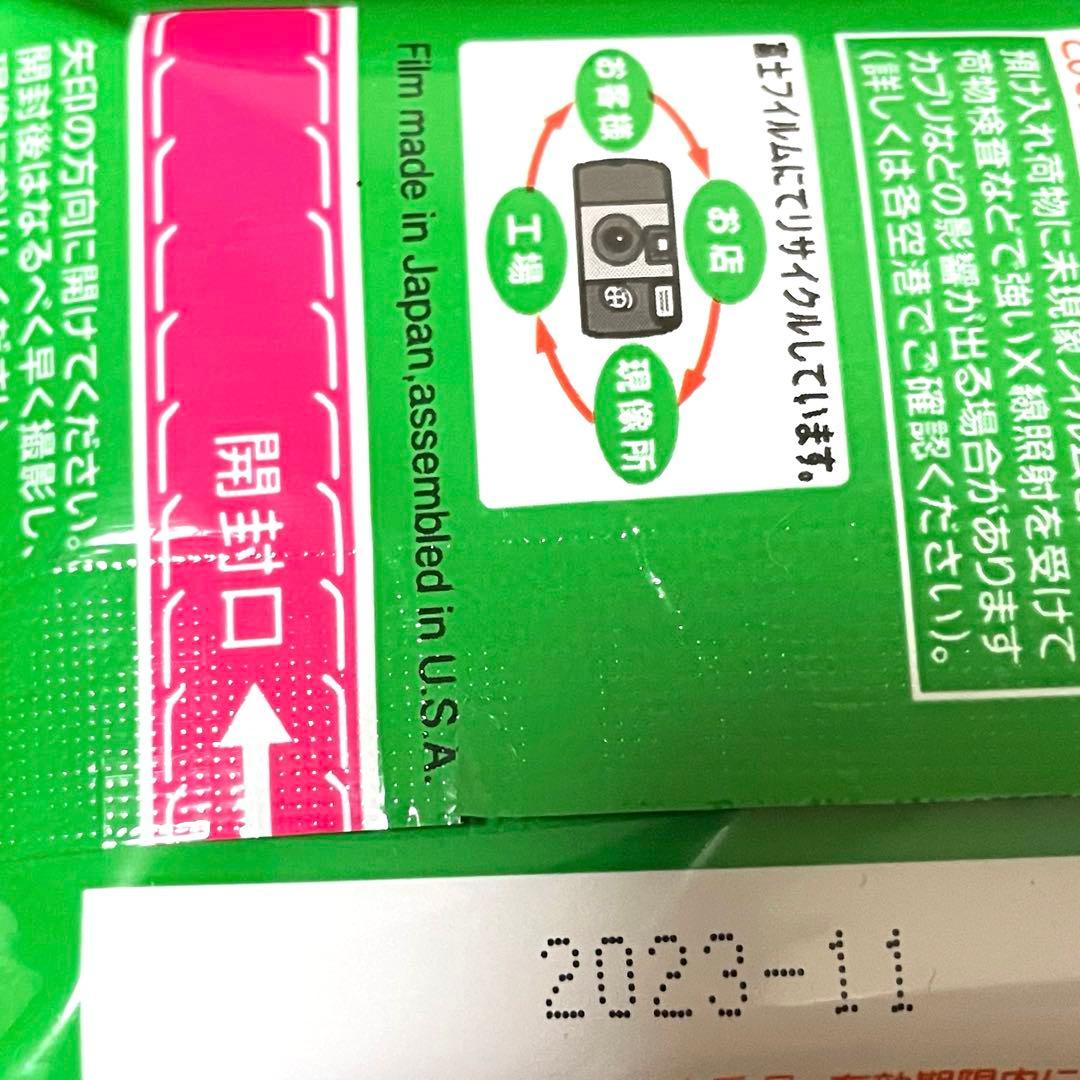 預け入れ荷物に未現像フィルム
荷物検査などで強いX線照射を受けて
カブリなどの影響が出る場合があります
(詳しくは各空港でご確認ください)。
富士フイルムにてリサイクルしています。
お客様
お店
現像所
工場
Film made in Japan,assembled in U.S.A.
開封口
矢印の方向に開けてください。
開封後はなるべく早く撮影し、
2023-11
有効期限内に